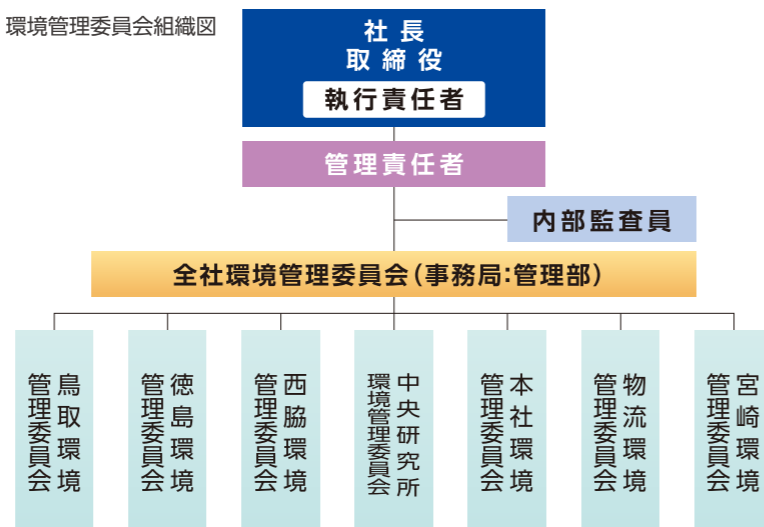 環境管理委員会組織図
社長
取締役
執行責任者
管理責任者
内部監査員
全社環境管理委員会(事務局:管理部)
鳥取環境
管理委員会
徳島環境
管理委員会
西脇環境
管理委員会
中央研究所
環境管理委員会
本社環境
管理委員会
物流環境
管理委員会
宮崎環境
管理委員会